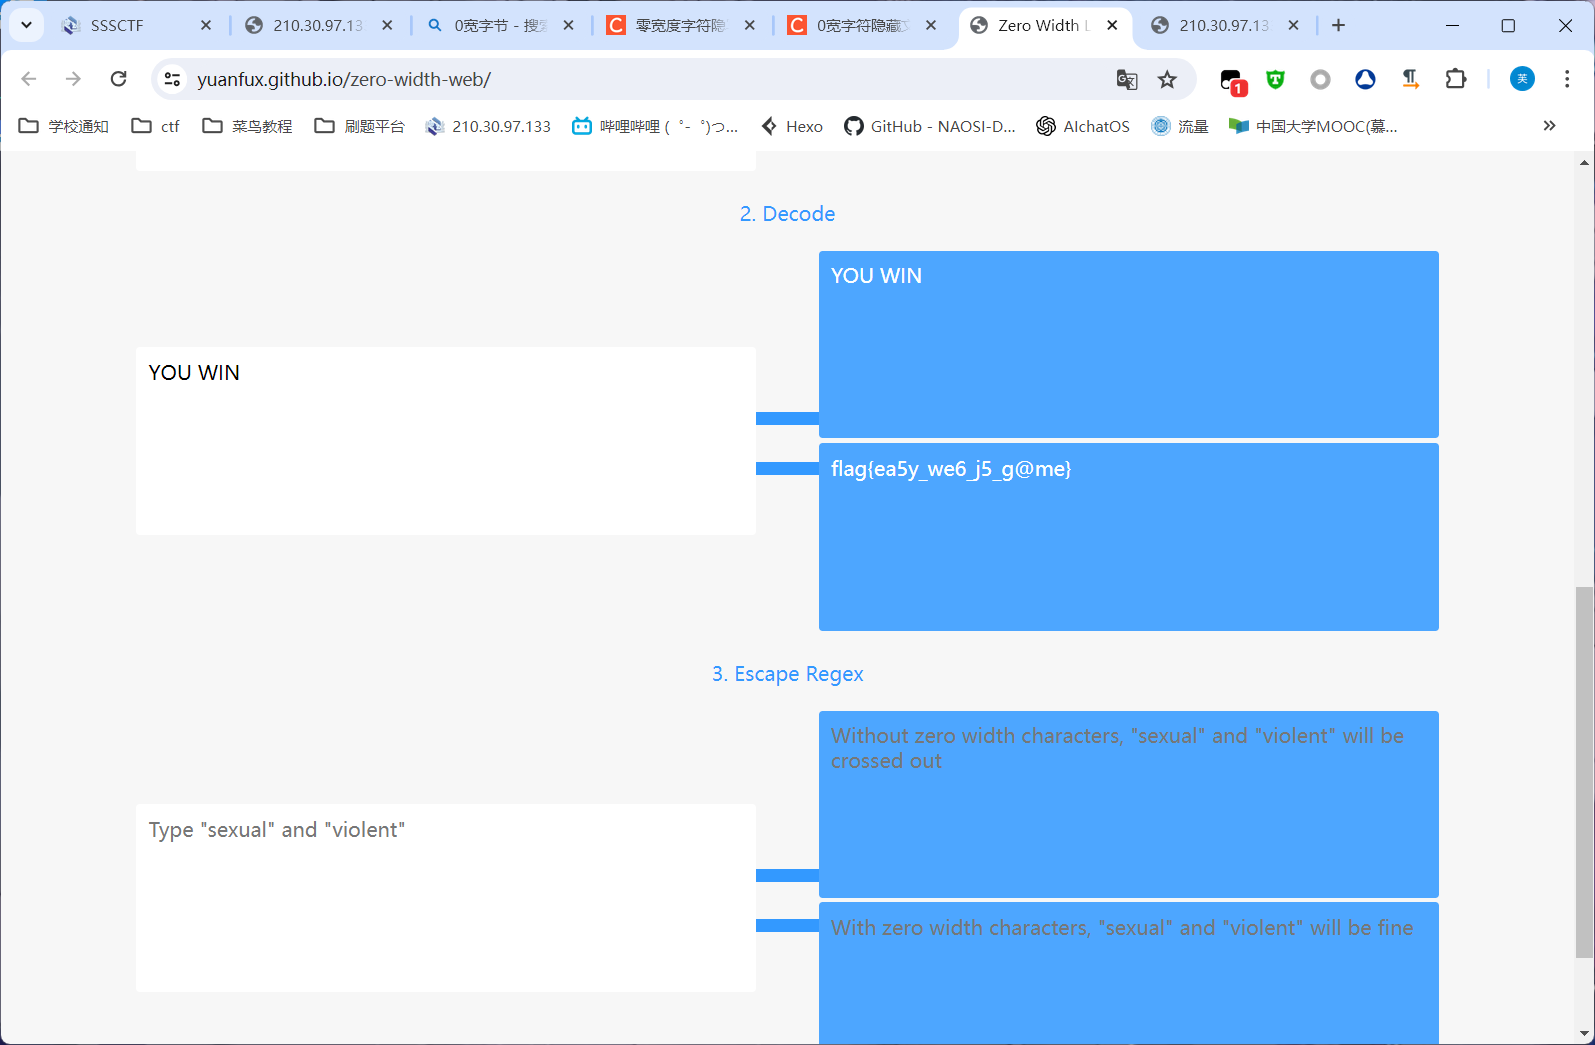 SSSCTF
210.30.97.13
0宽字节 - 搜
零宽度字符隐
0宽字符隐藏
Zero Width L
210.30.97.13
yuanfux.github.io/zero-width-web/
1
芙
学校通知
ctf
菜鸟教程
刷题平台
210.30.97.133
哔哩哔哩 ( ゜- ゜)つ...
Hexo
GitHub - NAOSI-D...
AIchatOS
流量
中国大学MOOC(慕...
2. Decode
YOU WIN
YOU WIN
flag{ea5y_we6_j5_g@me}
3. Escape Regex
Without zero width characters, "sexual" and "violent" will be
crossed out
Type "sexual" and "violent"
With zero width characters, "sexual" and "violent" will be fine